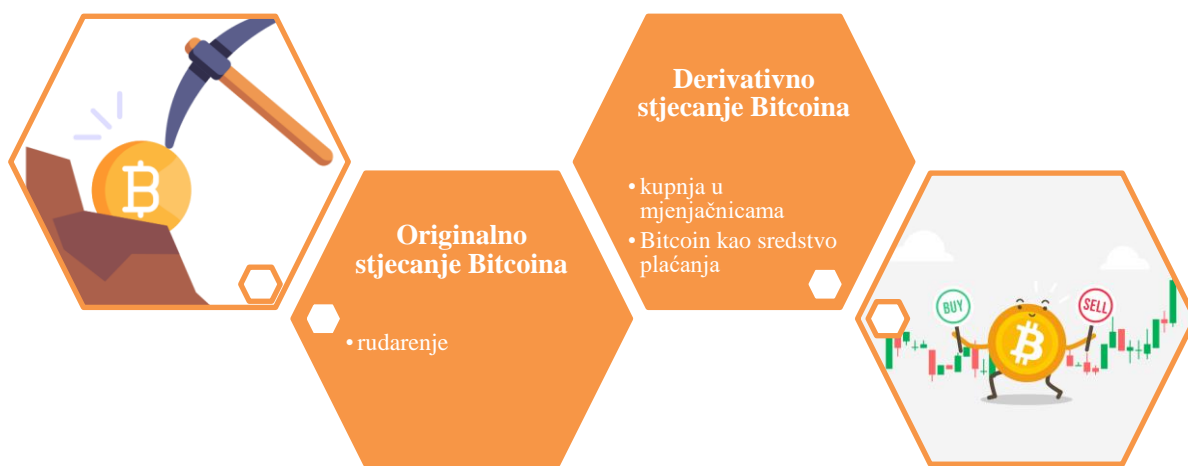 Originalno
stjecanje Bitcoina
• rudarenje
Derivativno
stjecanje Bitcoina
• kupnja u
mjenjačnicama
• Bitcoin kao sredstvo
plaćanja
BUY
SELL